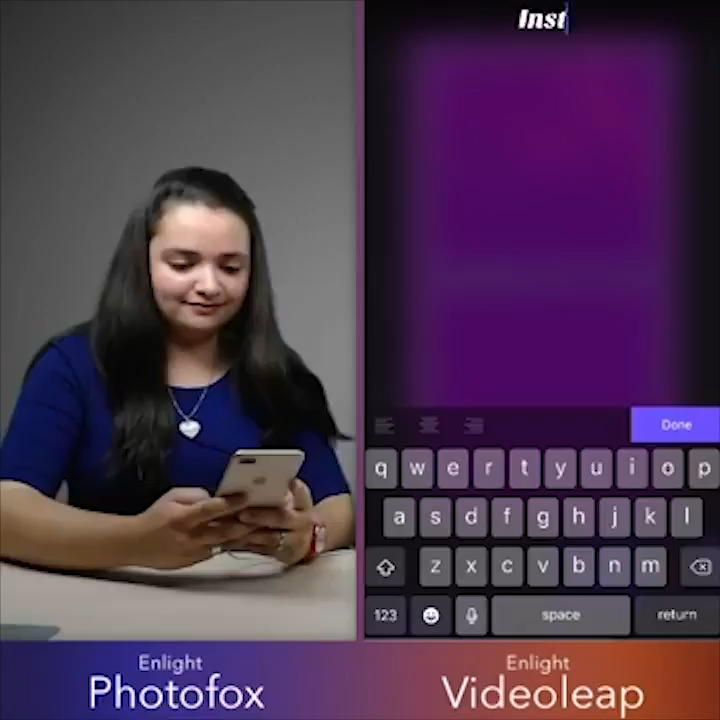 Inst
Done
q w e r t y u i o p
a s d f g h j k l
z x c v b n m
123 space return
Enlight
Photofox
Enlight
Videoleap